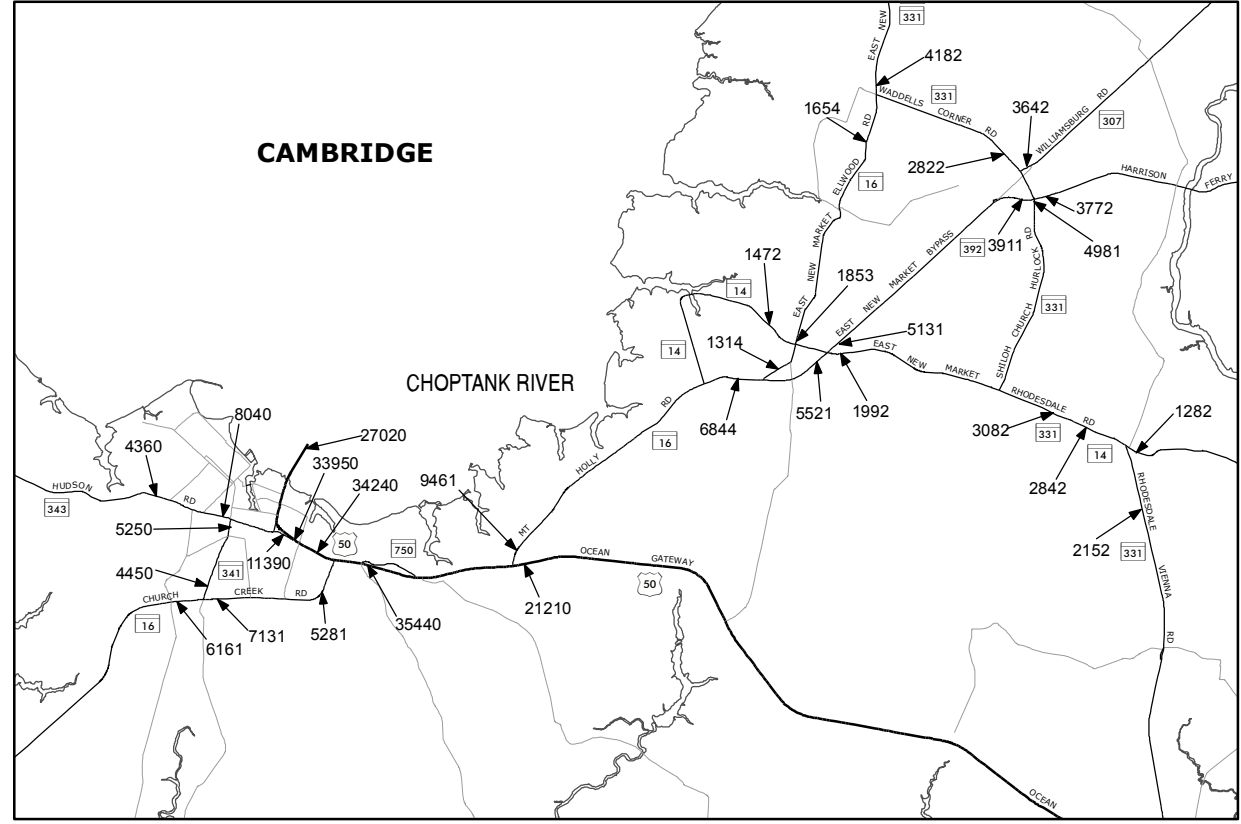 331
EAST NEW
4182
WADDELLS CORNER RD
331
1654
3642
WILLIAMSBURG RD
307
CAMBRIDGE
RD
2822
HARRISON FERRY
ELLWOOD
16
3772
3911
4981
392
RD
1472
MARKET
EAST NEW MARKET BYPASS
HURLOCK
14
1853
NEW
EAST
331
CHURCH
SHILOH
5131
1314
14
EAST NEW MARKET RHODESDALE RD
CHOPTANK RIVER
5521
1992
6844
RD
16
HOLLY
MT
3082
331
2842
14
1282
8040
27020
4360
33950
34240
9461
HUDSON RD
343
5250
11390
50
750
OCEAN GATEWAY
50
RHODESDALE
2152
331
VIENNA
RD
4450
341
CHURCH CREEK RD
16
6161
7131
5281
35440
21210
OCEAN